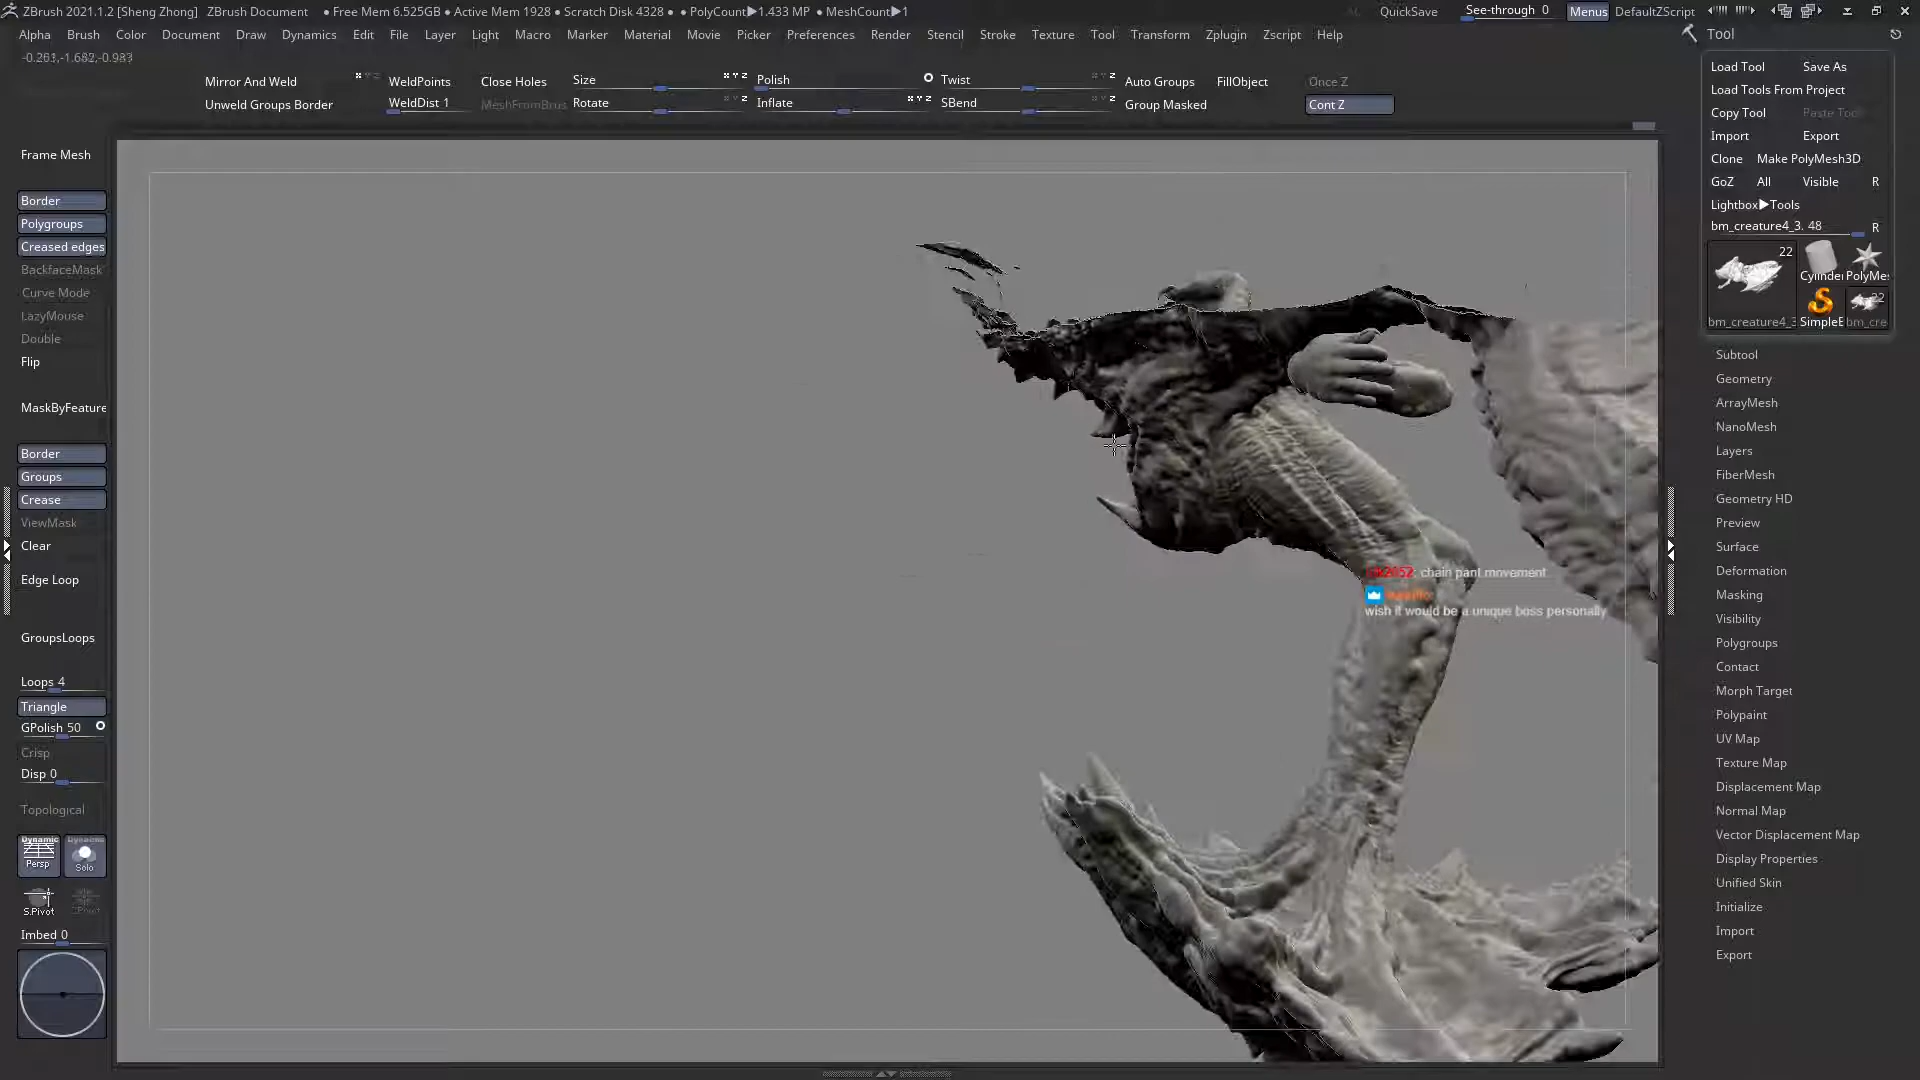 ZBrush 2021.1.2 [Sheng Zhong] ZBrush Document • Free Mem 6.525GB • Active Mem 1928 • Scratch Disk 4328 • • PolyCount▶1.433 MP • MeshCount▶1 QuickSave See-through 0 Menus DefaultZScript
Alpha Brush Color Document Draw Dynamics Edit File Layer Light Macro Marker Material Movie Picker Preferences Render Stencil Stroke Texture Tool Transform Zplugin Zscript Help
-0.263,-1.682,-0.983
Mirror And Weld WeldPoints Close Holes Size Polish Twist Auto Groups FillObject Once Z
Unweld Groups Border WeldDist 1 MeshFromBrus Rotate Inflate SBend Group Masked Cont Z
Frame Mesh
Border
Polygroups
Creased edges
BackfaceMask
Curve Mode
LazyMouse
Double
Flip
MaskByFeature
Border
Groups
Crease
ViewMask
Clear
Edge Loop
GroupsLoops
Loops 4
Triangle
GPolish 50
Crisp
Disp 0
Topological
Dynamic
Persp
Solo
S.Pivot
Imbed 0
chain pant movement
wish it would be a unique boss personally
Tool
Load Tool Save As
Load Tools From Project
Copy Tool Paste Tool
Import Export
Clone Make PolyMesh3D
GoZ All Visible R
Lightbox▶Tools
bm_creature4_3. 48 R
22
Cylinder PolyMes
22
bm_creature4_3 SimpleE bm_cre
Subtool
Geometry
ArrayMesh
NanoMesh
Layers
FiberMesh
Geometry HD
Preview
Surface
Deformation
Masking
Visibility
Polygroups
Contact
Morph Target
Polypaint
UV Map
Texture Map
Displacement Map
Normal Map
Vector Displacement Map
Display Properties
Unified Skin
Initialize
Import
Export